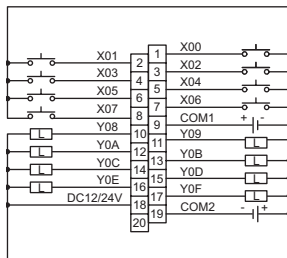 X00
X01 1
2 X02
X03 3
4 X04
X05 5
6 X06
X07 7
8 COM1 + -
Y08 9
10 Y09
L 11 L
Y0A 12 Y0B
L 13 L
Y0C 14 Y0D
L 15 L
Y0E 16 Y0F
L 17 L
DC12/24V 18 COM2 - +
19
20